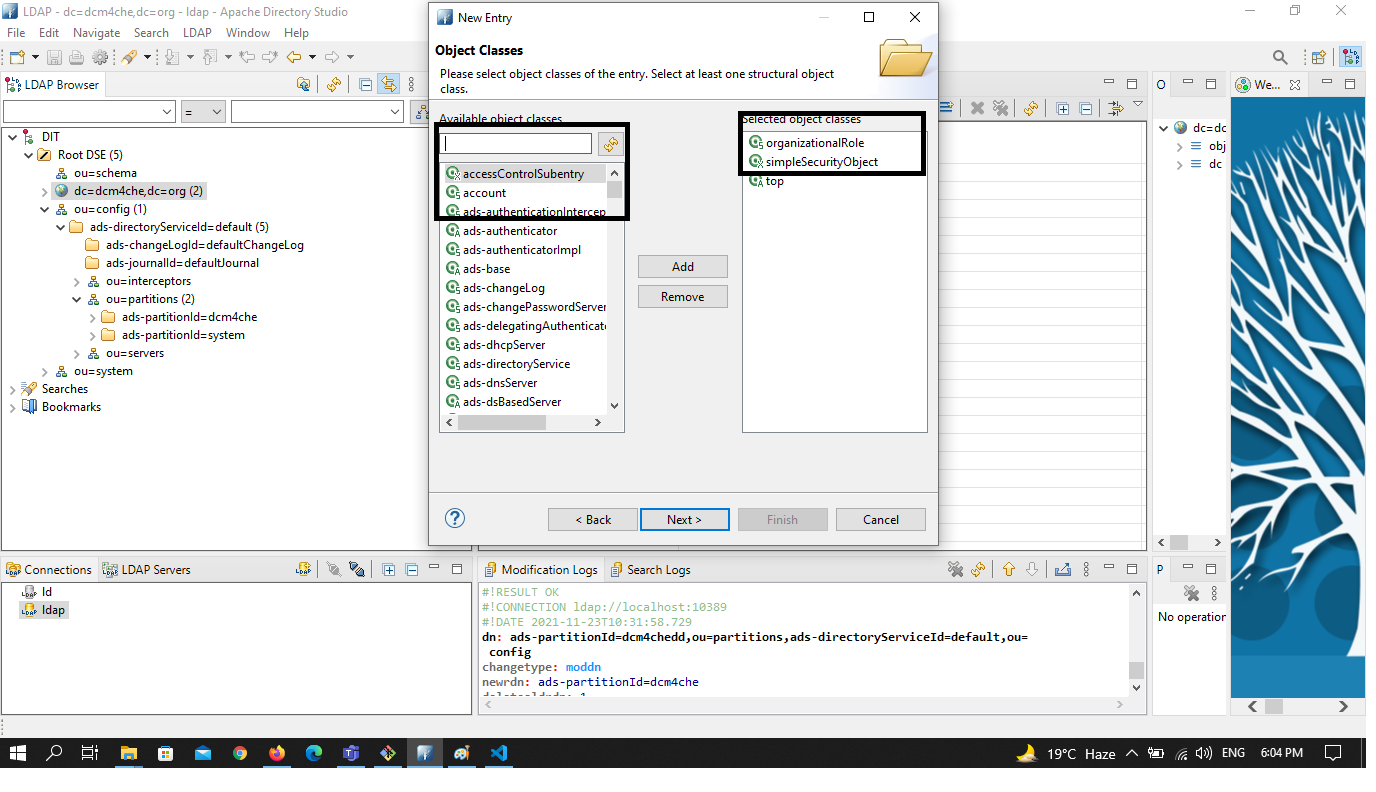 LDAP - dc=dcm4che,dc=org - ldap - Apache Directory Studio
File Edit Navigate Search LDAP Window Help
LDAP Browser
=
DIT
Root DSE (5)
ou=schema
dc=dcm4che,dc=org (2)
ou=config (1)
ads-directoryServiceId=default (5)
ads-changeLogId=defaultChangeLog
ads-journalId=defaultJournal
ou=interceptors
ou=partitions (2)
ads-partitionId=dcm4che
ads-partitionId=system
ou=servers
ou=system
Searches
Bookmarks
New Entry
Object Classes
Please select object classes of the entry. Select at least one structural object
class.
Available object classes
accessControlSubentry
account
ads-authenticationIntercep
ads-authenticator
ads-authenticatorImpl
ads-base
ads-changeLog
ads-changePasswordServer
ads-delegatingAuthenticato
ads-dhcpServer
ads-directoryService
ads-dnsServer
ads-dsBasedServer
Add
Remove
Selected object classes
organizationalRole
simpleSecurityObject
top
< Back Next > Finish Cancel
O
dc=dc
obj
dc
We...
Connections LDAP Servers
ld
ldap
Modification Logs Search Logs
#!RESULT OK
#!CONNECTION ldap://localhost:10389
#!DATE 2021-11-23T10:31:58.729
dn: ads-partitionId=dcm4chedd,ou=partitions,ads-directoryServiceId=default,ou=
config
changetype: moddn
newrdn: ads-partitionId=dcm4che
deleteoldrdn: 1
P
No operation
19°C Haze ENG 6:04 PM